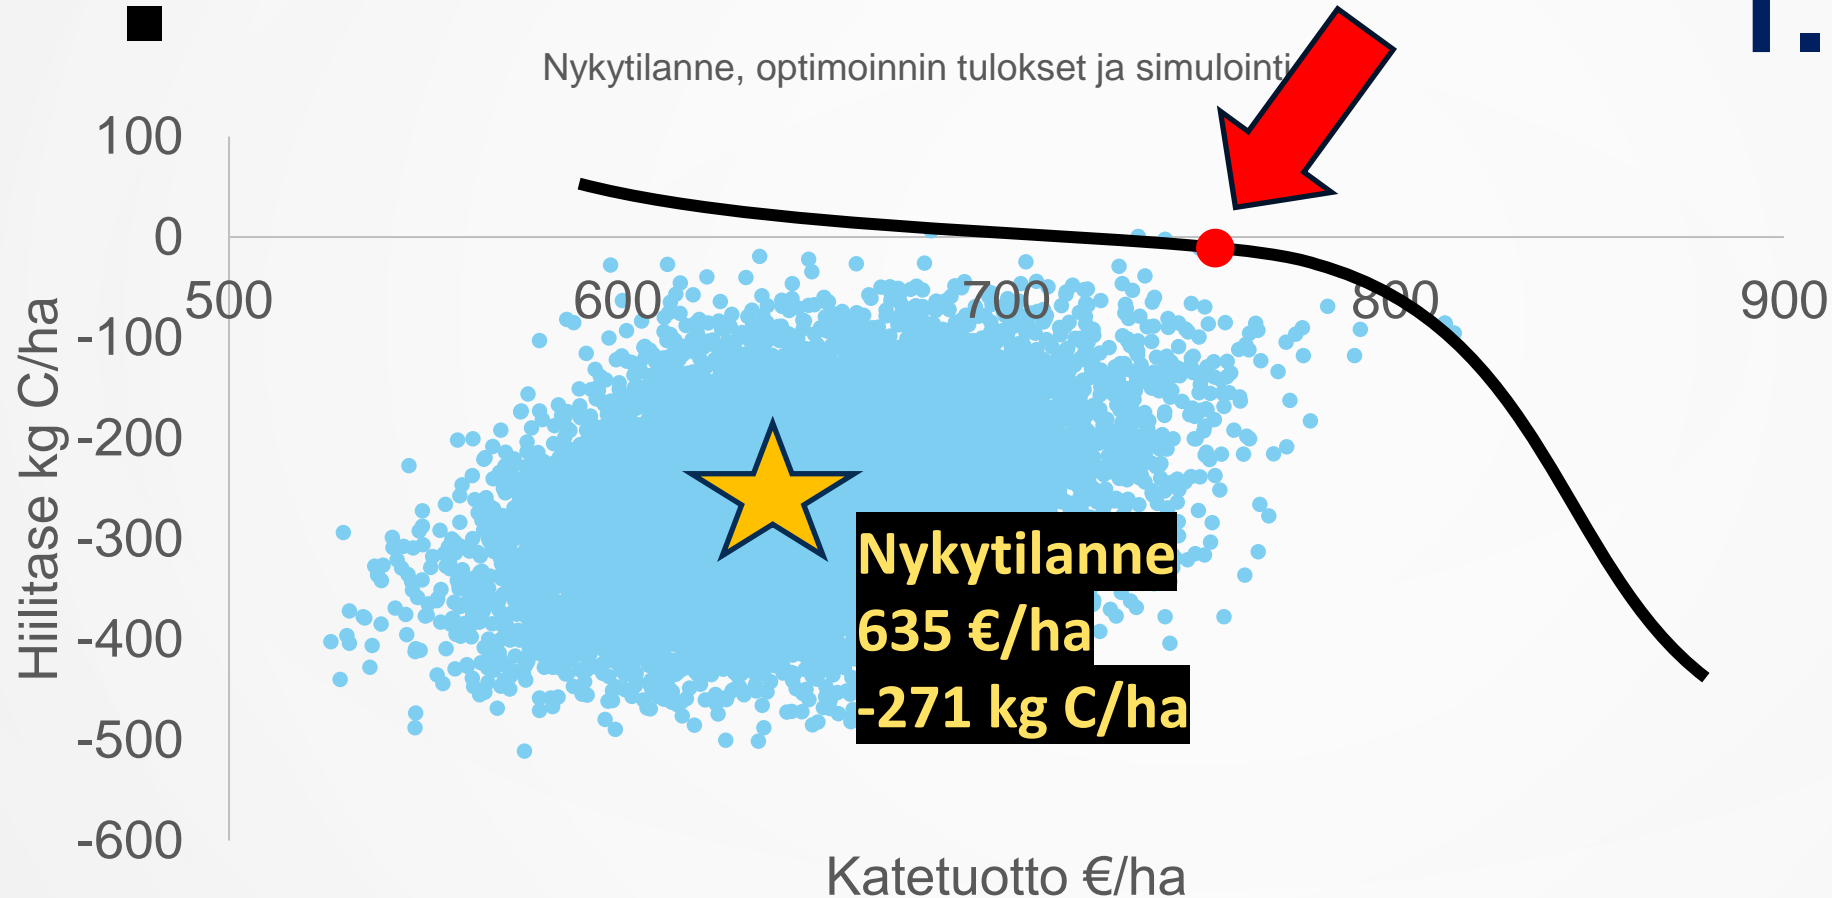 Nykytilanne, optimoinnin tulokset ja simulointi
100
0
500
600
700
800
900
-100
-200
-300
-400
-500
-600
Hiilitase kg C/ha
Nykytilanne
635 €/ha
-271 kg C/ha
Katetuotto €/ha